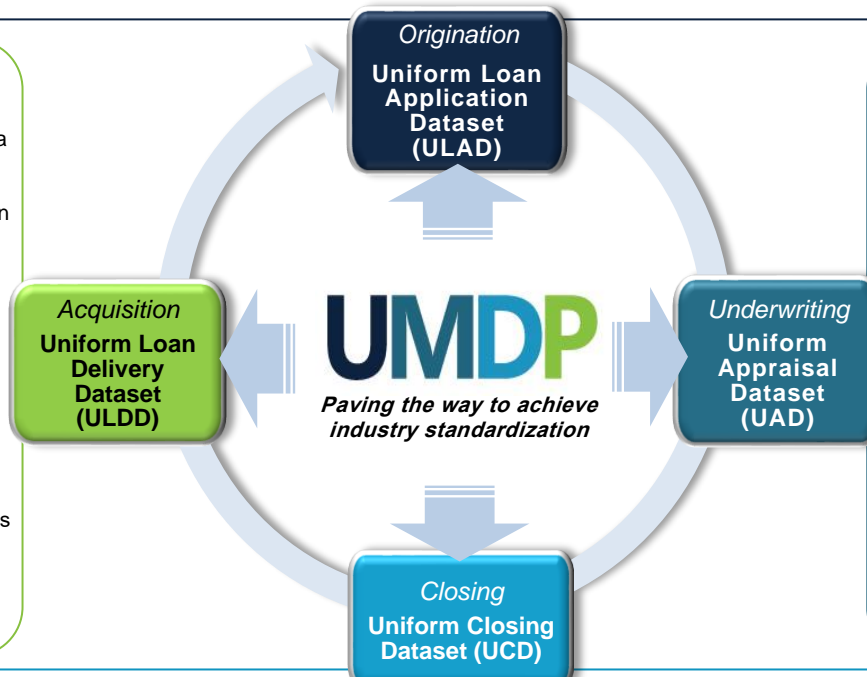 Origination
Uniform Loan
Application
Dataset
(ULAD)
a
n
Acquisition
Uniform Loan
Delivery
Dataset
(ULDD)
UMDP
Paving the way to achieve
industry standardization
Underwriting
Uniform
Appraisal
Dataset
(UAD)
s
Closing
Uniform Closing
Dataset (UCD)